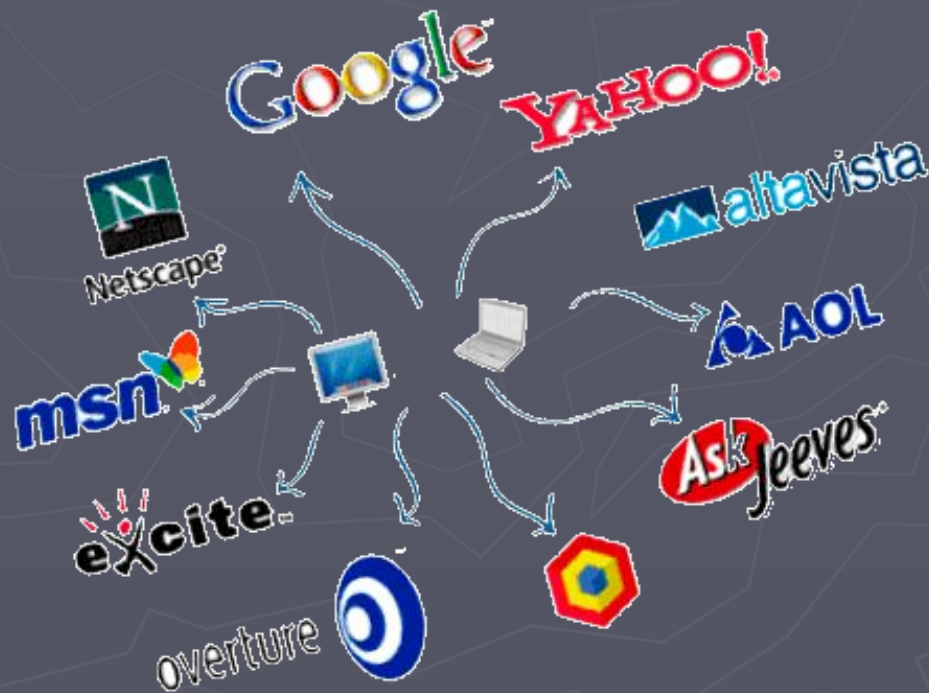 Google
YAHOO!
altavista
N
Netscape
AOL
msn
Ask Jeeves
excite
overture